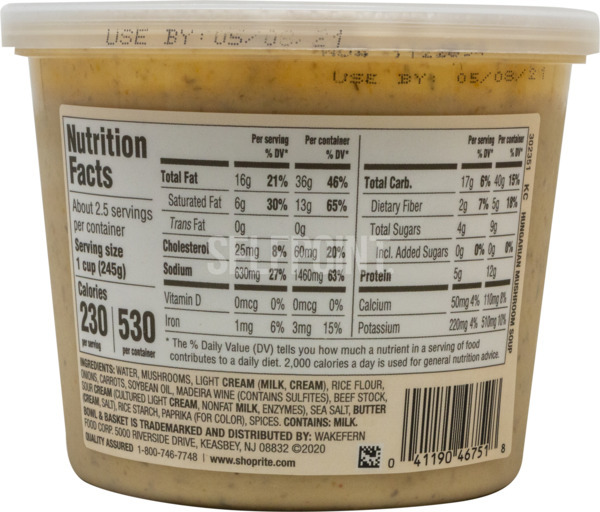 USE BY: 05/08/21
USE BY: 05/08/21
Nutrition Facts
About 2.5 servings per container
Serving size
1 cup (245g)
Calories
230 per serving
530 per container
Per serving Per container
% DV* % DV*
Total Fat 16g 21% 36g 46%
Saturated Fat 6g 30% 13g 65%
Trans Fat 0g 0g
Cholesterol 25mg 8% 60mg 20%
Sodium 630mg 27% 1460mg 63%
Vitamin D 0mcg 0% 0mcg 0%
Iron 1mg 6% 3mg 15%
Per serving Per container
% DV* % DV*
Total Carb. 17g 6% 40g 15%
Dietary Fiber 2g 7% 5g 18%
Total Sugars 4g 9g
Incl. Added Sugars 0g 0% 0g 0%
Protein 5g 12g
Calcium 50mg 4% 110mg 8%
Potassium 220mg 4% 510mg 10%
* The % Daily Value (DV) tells you how much a nutrient in a serving of food
contributes to a daily diet. 2,000 calories a day is used for general nutrition advice.
302351 KC HUNGARIAN MUSHROOM SOUP
INGREDIENTS: WATER, MUSHROOMS, LIGHT CREAM (MILK, CREAM), RICE FLOUR,
ONIONS, CARROTS, SOYBEAN OIL, MADEIRA WINE (CONTAINS SULFITES), BEEF STOCK,
SOUR CREAM (CULTURED LIGHT CREAM, NONFAT MILK, ENZYMES), SEA SALT, BUTTER
(CREAM, SALT), RICE STARCH, PAPRIKA (FOR COLOR), SPICES. CONTAINS: MILK.
BOWL & BASKET IS TRADEMARKED AND DISTRIBUTED BY: WAKEFERN
FOOD CORP. 5000 RIVERSIDE DRIVE, KEASBEY, NJ 08832 ©2020
QUALITY ASSURED 1-800-746-7748 | www.shoprite.com
0 41190 46751 8